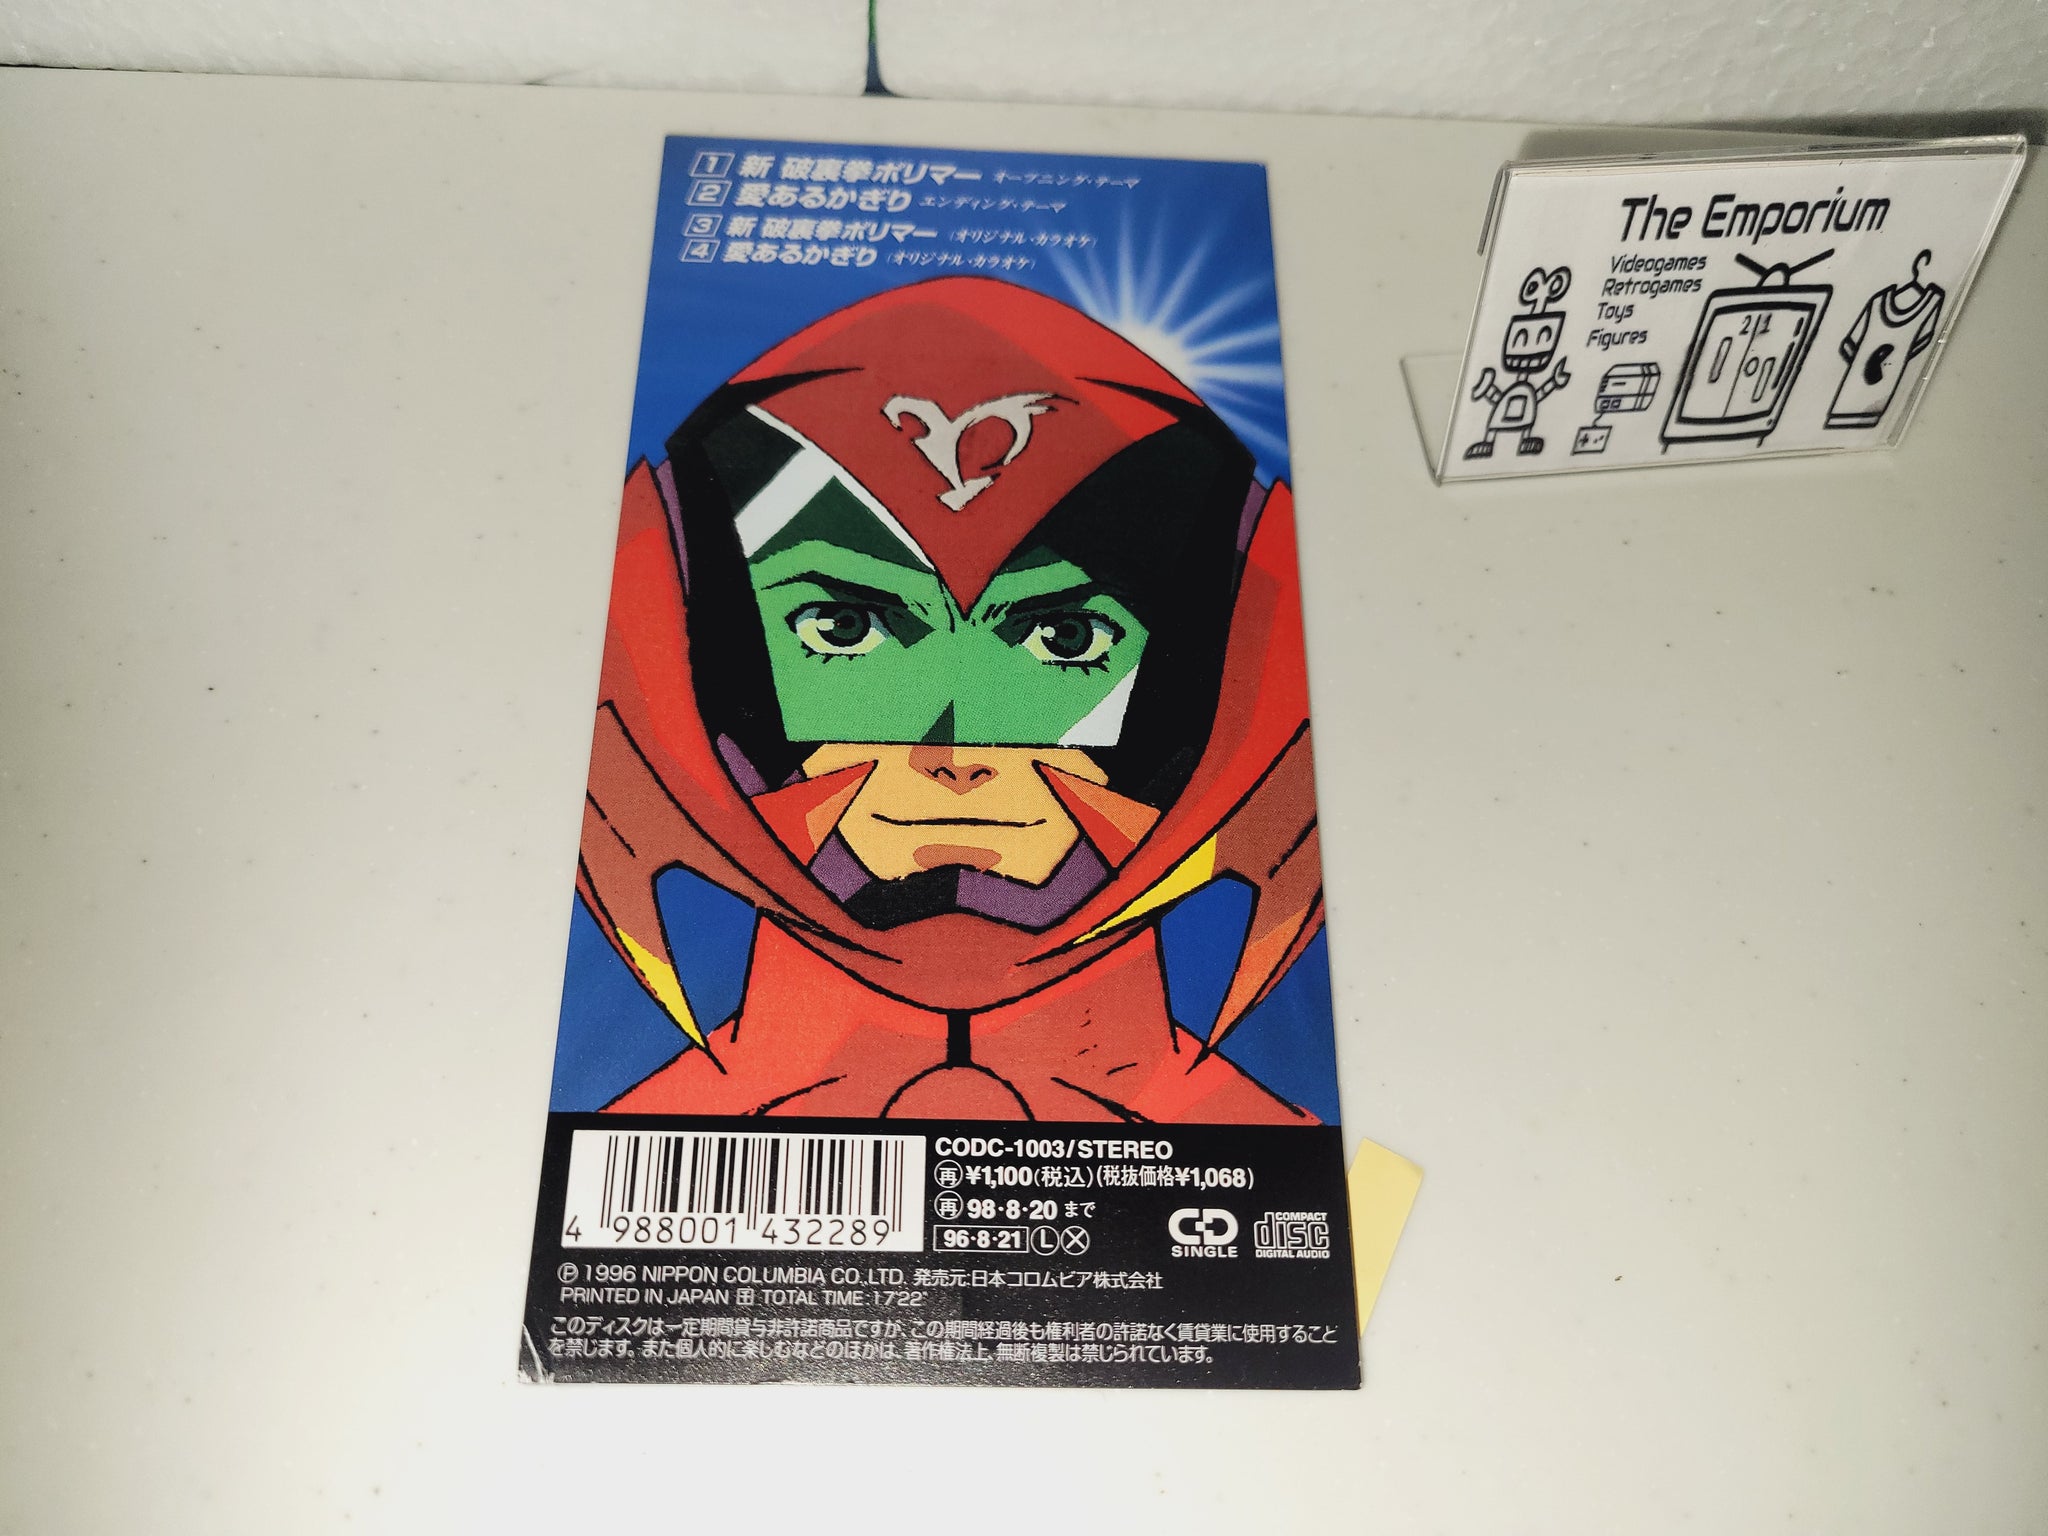 1 新 破裏拳ポリマー オープニング・テーマ
2 愛あるかぎり エンディング・テーマ
3 新 破裏拳ポリマー (オリジナル・カラオケ)
4 愛あるかぎり (オリジナル・カラオケ)
The Emporium
Videogames
Retrogames
Toys
Figures
21
4 988001 432289
CODC-1003/STEREO
再 ¥1,100(税込)(税抜価格¥1,068)
再 98・8・20 まで
96・8・21 L X
CD SINGLE
COMPACT disc DIGITAL AUDIO
Ⓟ 1996 NIPPON COLUMBIA CO.,LTD. 発売元:日本コロムビア株式会社
PRINTED IN JAPAN 田 TOTAL TIME 17'22"
このディスクは一定期間貸与非許諾商品ですが、この期間経過後も権利者の許諾なく賃貸業に使用すること
を禁じます。また個人的に楽しむなどのほかは、著作権法上、無断複製は禁じられています。